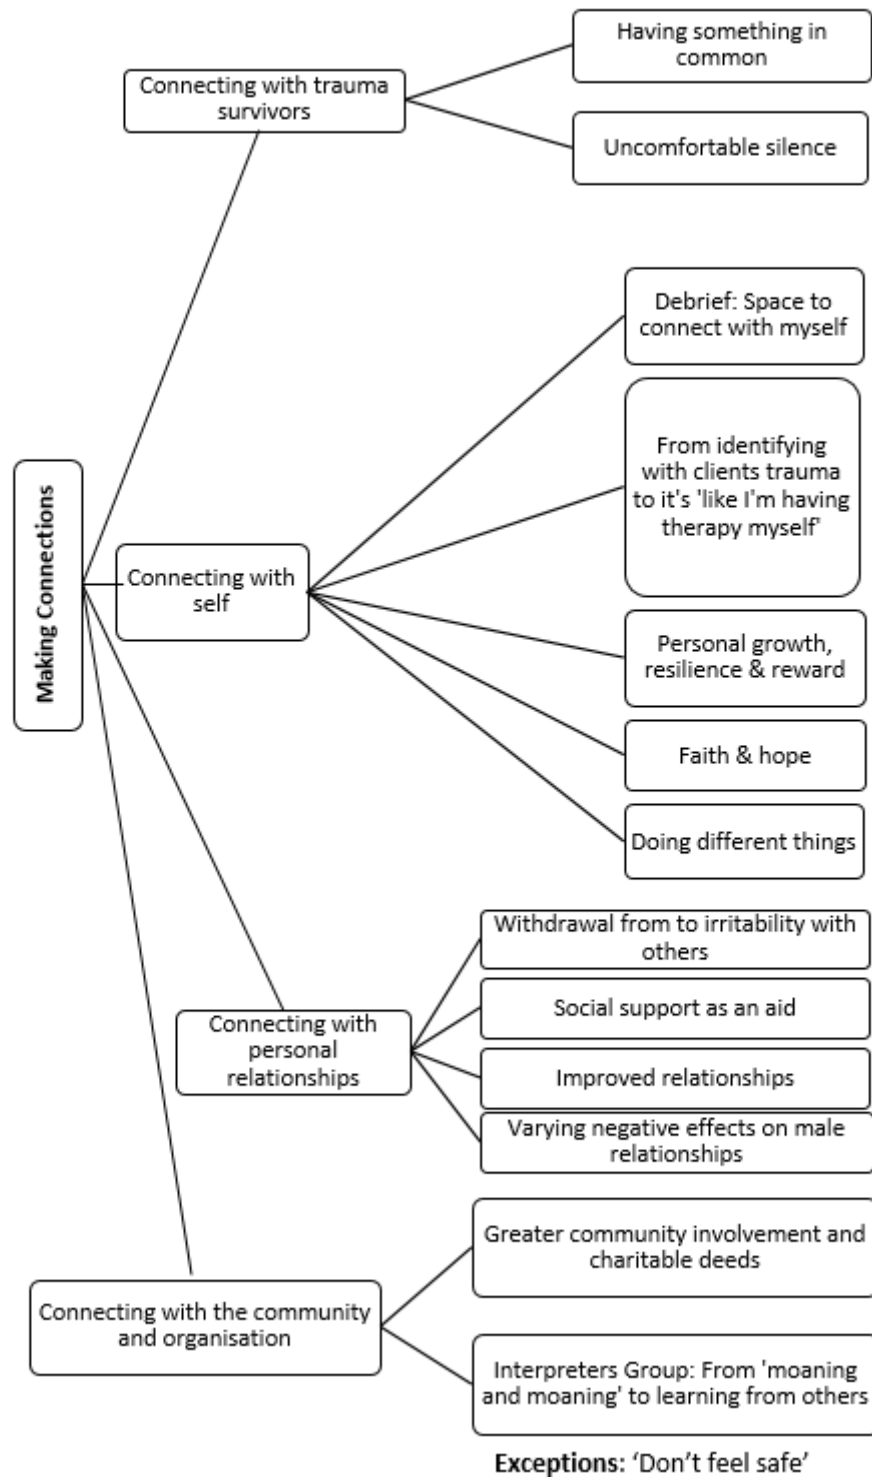 Having something in
common
Connecting with trauma
survivors
Uncomfortable silence
Debrief: Space to
connect with myself
From identifying
with clients trauma
to it's 'like I'm having
therapy myself'
Making Connections
Connecting with
self
Personal growth,
resilience & reward
Faith & hope
Doing different things
Withdrawal from to irritability with
others
Social support as an aid
Connecting with
personal
relationships
Improved relationships
Varying negative effects on male
relationships
Greater community involvement and
charitable deeds
Connecting with the community
and organisation
Interpreters Group: From 'moaning
and moaning' to learning from others
Exceptions: ‘Don’t feel safe’